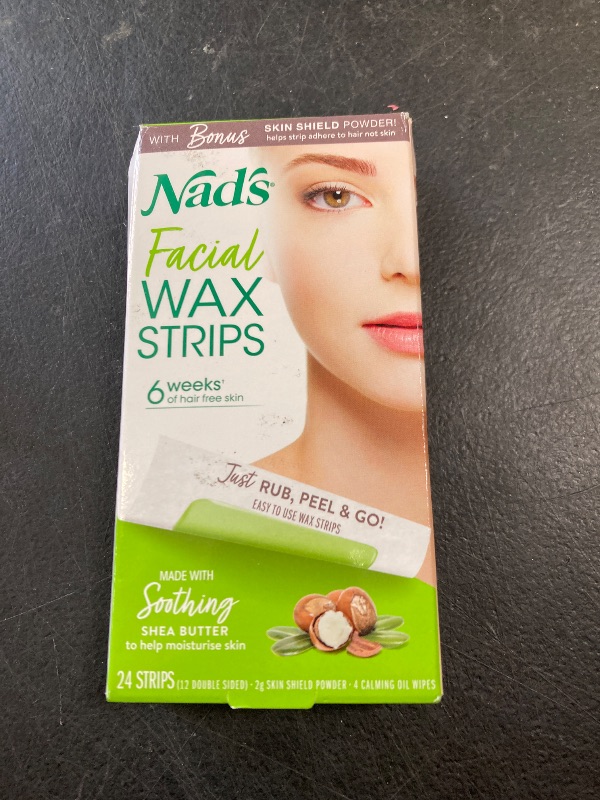 WITH Bonus SKIN SHIELD POWDER!
helps strip adhere to hair not skin
Nad's®
Facial
WAX
STRIPS
6 weeks†
of hair free skin
Just RUB, PEEL & GO!
EASY TO USE WAX STRIPS
MADE WITH
Soothing
SHEA BUTTER
to help moisturise skin
24 STRIPS (12 DOUBLE SIDED) - 2g SKIN SHIELD POWDER - 4 CALMING OIL WIPES